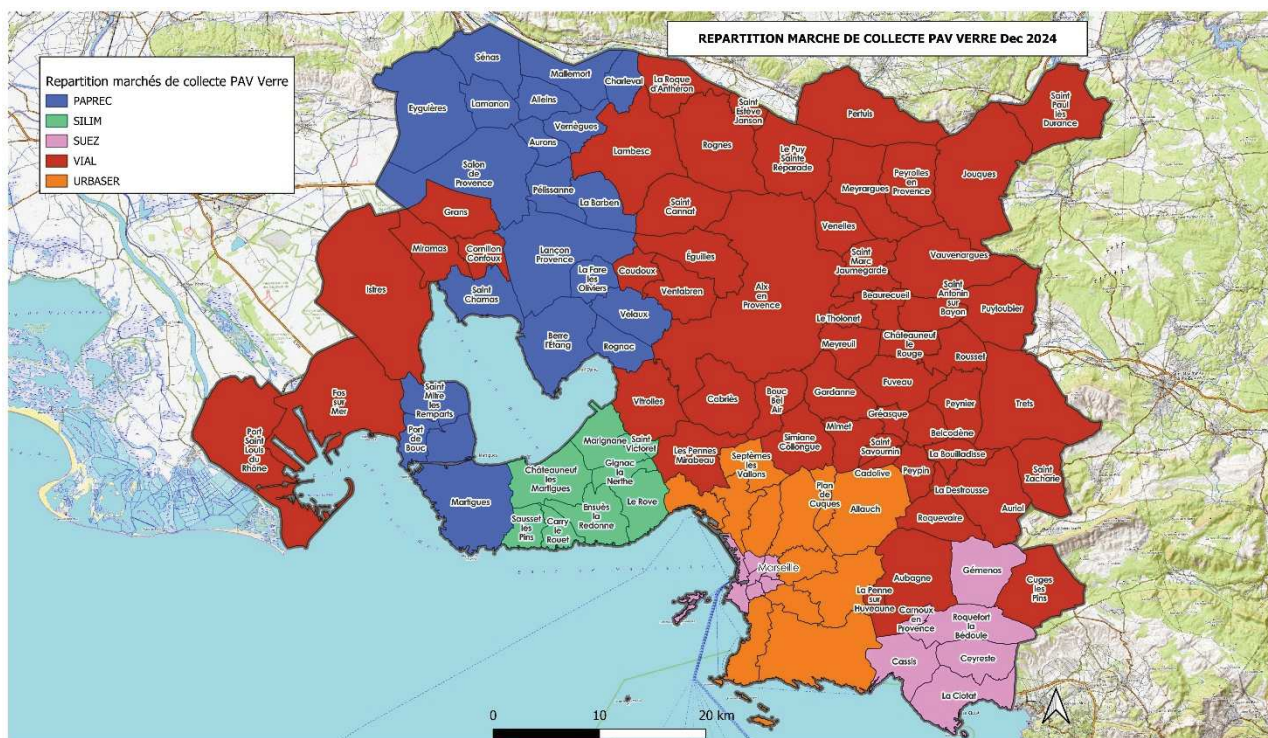 REPARTITION MARCHE DE COLLECTE PAV VERRE Dec 2024
Repartition marchés de collecte PAV Verre
PAPREC
SILIM
SUEZ
VIAL
URBASER
Sénas
Mallemort
Charleval
Eyguières
Lamanon
Alleins
Vernègues
Aurons
Salon
de
Provence
Pélissanne
La Barben
Lançon
Provence
La Fare
les
Oliviers
Velaux
Berre
l'Étang
Rognac
Saint
Chamas
Grans
Miramas
Cornillon
Confoux
Istres
Fos
sur
Mer
Port
Saint
Louis
du
Rhône
Saint
Mitre
les
Remparts
Port
de
Bouc
Martigues
La Roque
d'Anthéron
Saint
Estève
Janson
Pertuis
Saint
Paul
lès
Durance
Lambesc
Rognes
Le Puy
Sainte
Réparade
Meyrargues
Peyrolles
en
Provence
Jouques
Saint
Cannat
Venelles
Éguilles
Coudoux
Ventabren
Aix
en
Provence
Saint
Marc
Jaumegarde
Vauvenargues
Beaurecueil
Saint
Antonin
sur
Bayon
Puyloubier
Le Tholonet
Meyreuil
Châteauneuf
le
Rouge
Rousset
Vitrolles
Cabriès
Bouc
Bel
Air
Gardanne
Fuveau
Peynier
Trets
Gréasque
Mimet
Belcodène
Simiane
Collongue
Saint
Savournin
La Bouilladisse
Les Pennes
Mirabeau
Septèmes
les
Vallons
Cadolive
Peypin
Saint
Zacharie
Plan
de
Cuques
Allauch
La Destrousse
Auriol
Roquevaire
Marignane
Saint
Victoret
Châteauneuf
les
Martigues
Gignac
la
Nerthe
Le Rove
Ensuès
la
Redonne
Sausset
les
Pins
Carry
le
Rouet
Marseille
La Penne
sur
Huveaune
Aubagne
Gémenos
Cuges
les
Pins
Carnoux
en
Provence
Roquefort
la
Bédoule
Cassis
Ceyreste
La Ciotat
0 10 20 km